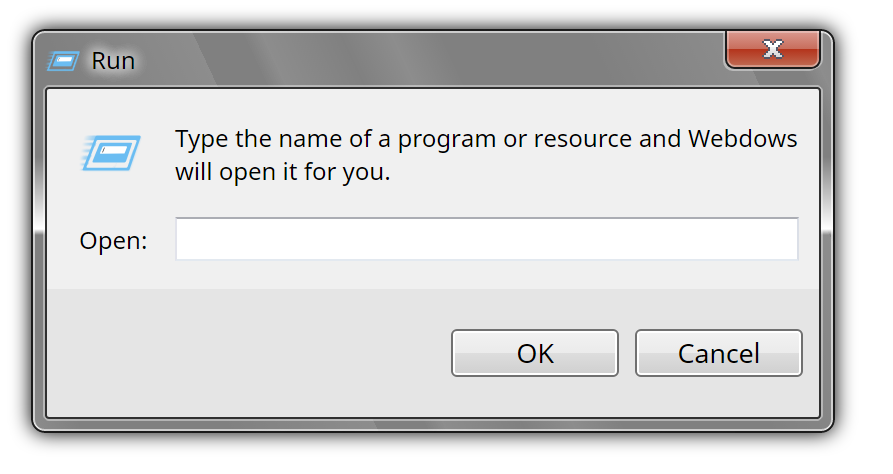 Run
Type the name of a program or resource and Webdows
will open it for you.
Open:
OK
Cancel